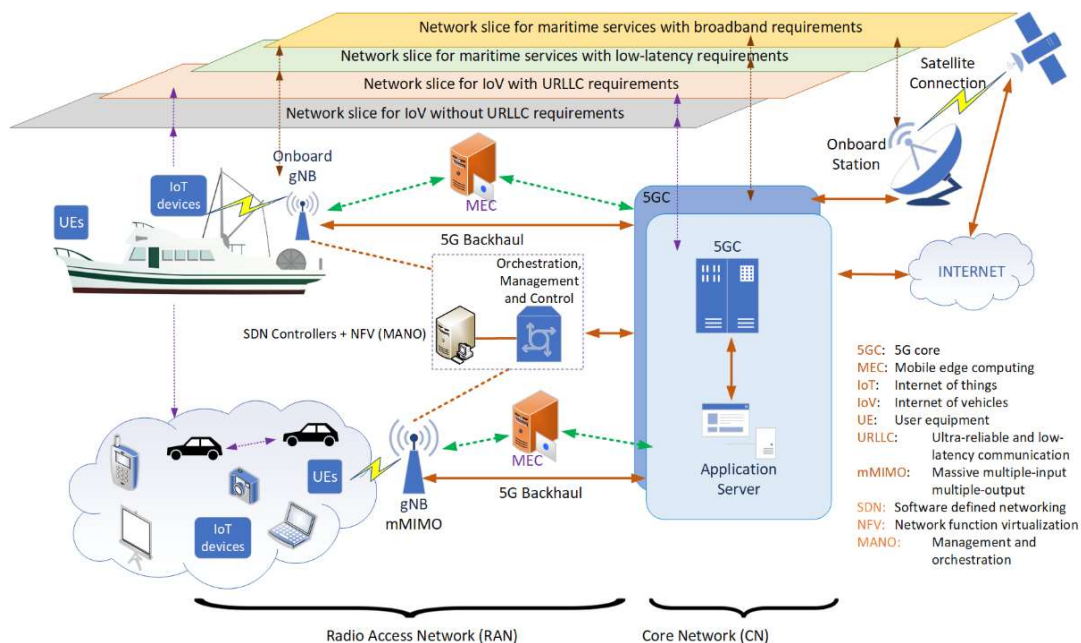 Network slice for maritime services with broadband requirements
Network slice for maritime services with low-latency requirements
Network slice for IoV with URLLC requirements
Network slice for IoV without URLLC requirements
Satellite
Connection
Onboard
Station
Onboard
gNB
IoT
devices
UEs
MEC
5GC
5G Backhaul
5GC
INTERNET
Orchestration,
Management
and Control
SDN Controllers + NFV (MANO)
MEC
UEs
IoT
devices
gNB
mMIMO
5G Backhaul
Application
Server
5GC: 5G core
MEC: Mobile edge computing
IoT: Internet of things
IoV: Internet of vehicles
UE: User equipment
URLLC: Ultra-reliable and low-
latency communication
mMIMO: Massive multiple-input
multiple-output
SDN: Software defined networking
NFV: Network function virtualization
MANO: Management and
orchestration
Radio Access Network (RAN)
Core Network (CN)